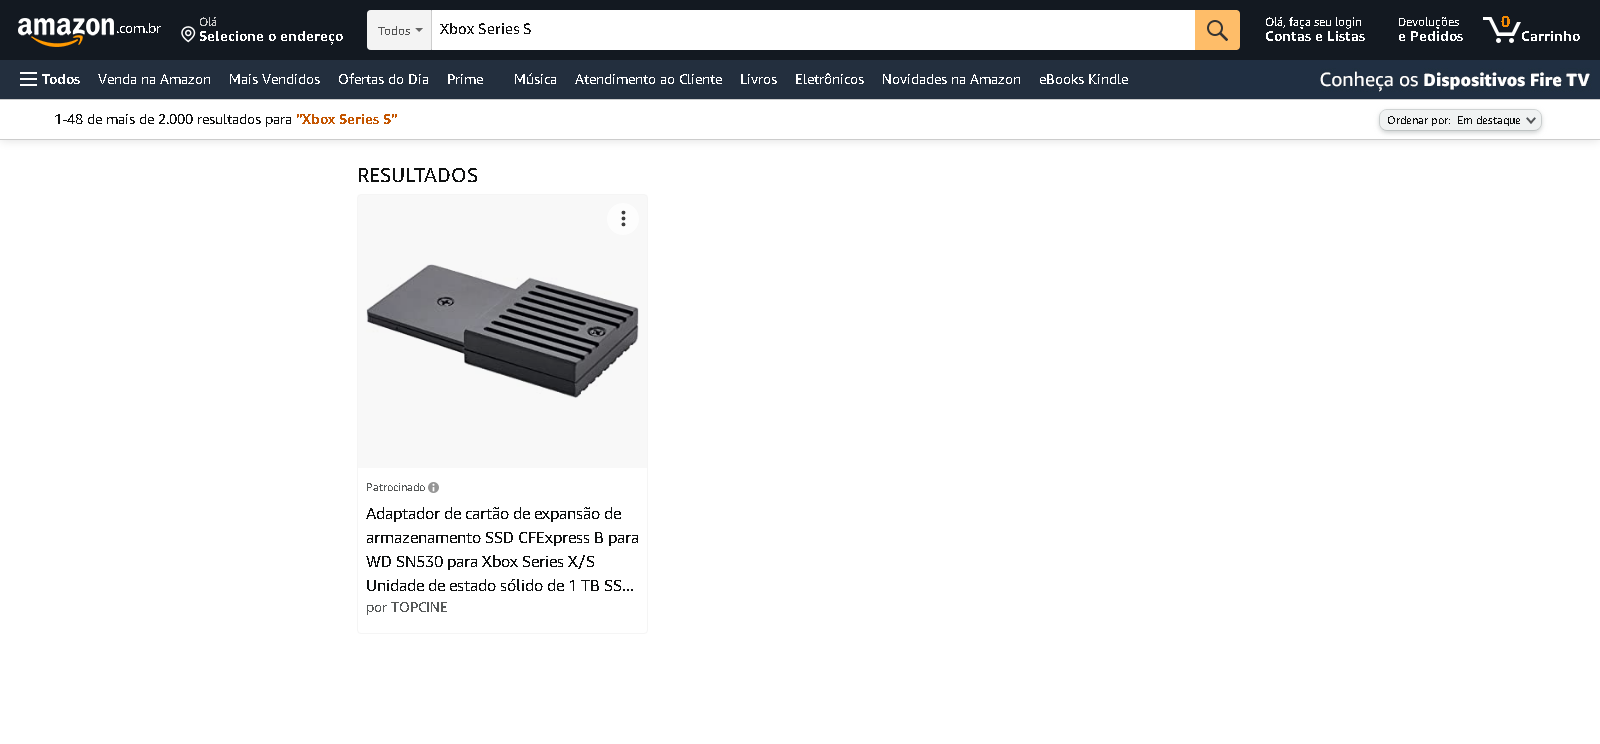 amazon.com.br
Olá
Selecione o endereço
Todos
Xbox Series S
Olá, faça seu login
Contas e Listas
Devoluções
e Pedidos
0
Carrinho
Todos Venda na Amazon Mais Vendidos Ofertas do Dia Prime Música Atendimento ao Cliente Livros Eletrônicos Novidades na Amazon eBooks Kindle Conheça os Dispositivos Fire TV
1-48 de mais de 2.000 resultados para "Xbox Series S"
Ordenar por: Em destaque
RESULTADOS
Patrocinado
Adaptador de cartão de expansão de
armazenamento SSD CFExpress B para
WD SN530 para Xbox Series X/S
Unidade de estado sólido de 1 TB SS...
por TOPCINE